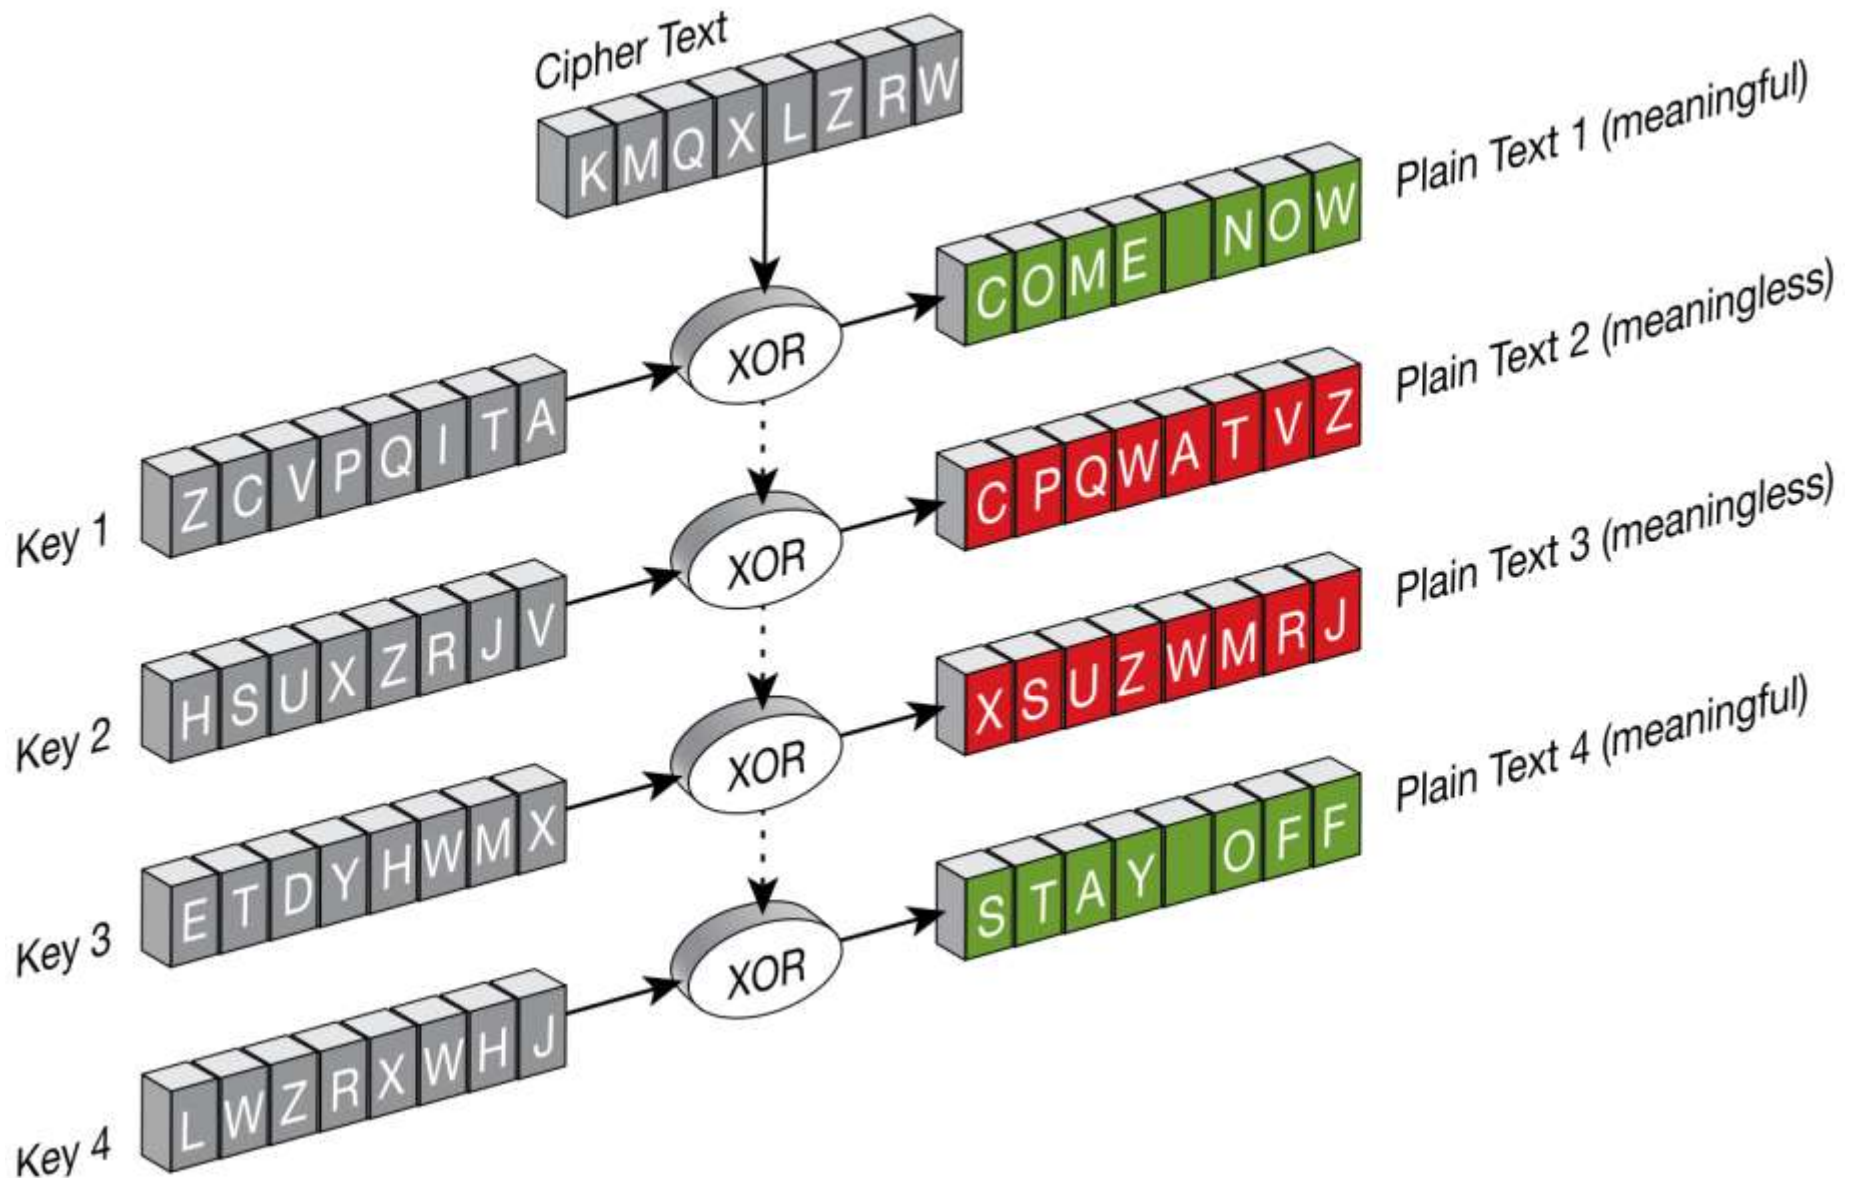 Cipher Text
KMQXLZRW
Plain Text 1 (meaningful)
COME NOW
XOR
Key 1
ZCVPQITA
Plain Text 2 (meaningless)
CPQWATVZ
XOR
Key 2
HSUXZRJV
Plain Text 3 (meaningless)
XSUZWMRJ
XOR
Key 3
ETDYHWMX
Plain Text 4 (meaningful)
STAY OFF
XOR
Key 4
LWZRXWHJ